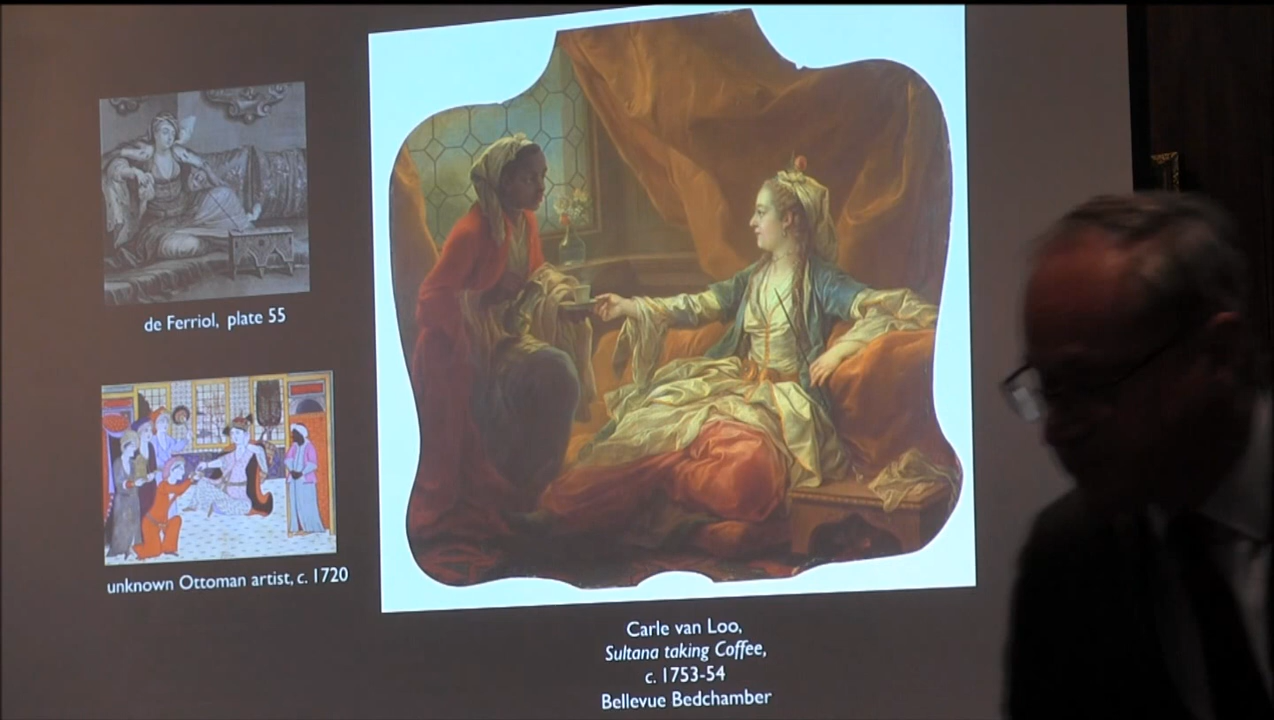 de Ferriol, plate 55
unknown Ottoman artist, c. 1720
Carle van Loo,
Sultana taking Coffee,
c. 1753-54
Bellevue Bedchamber